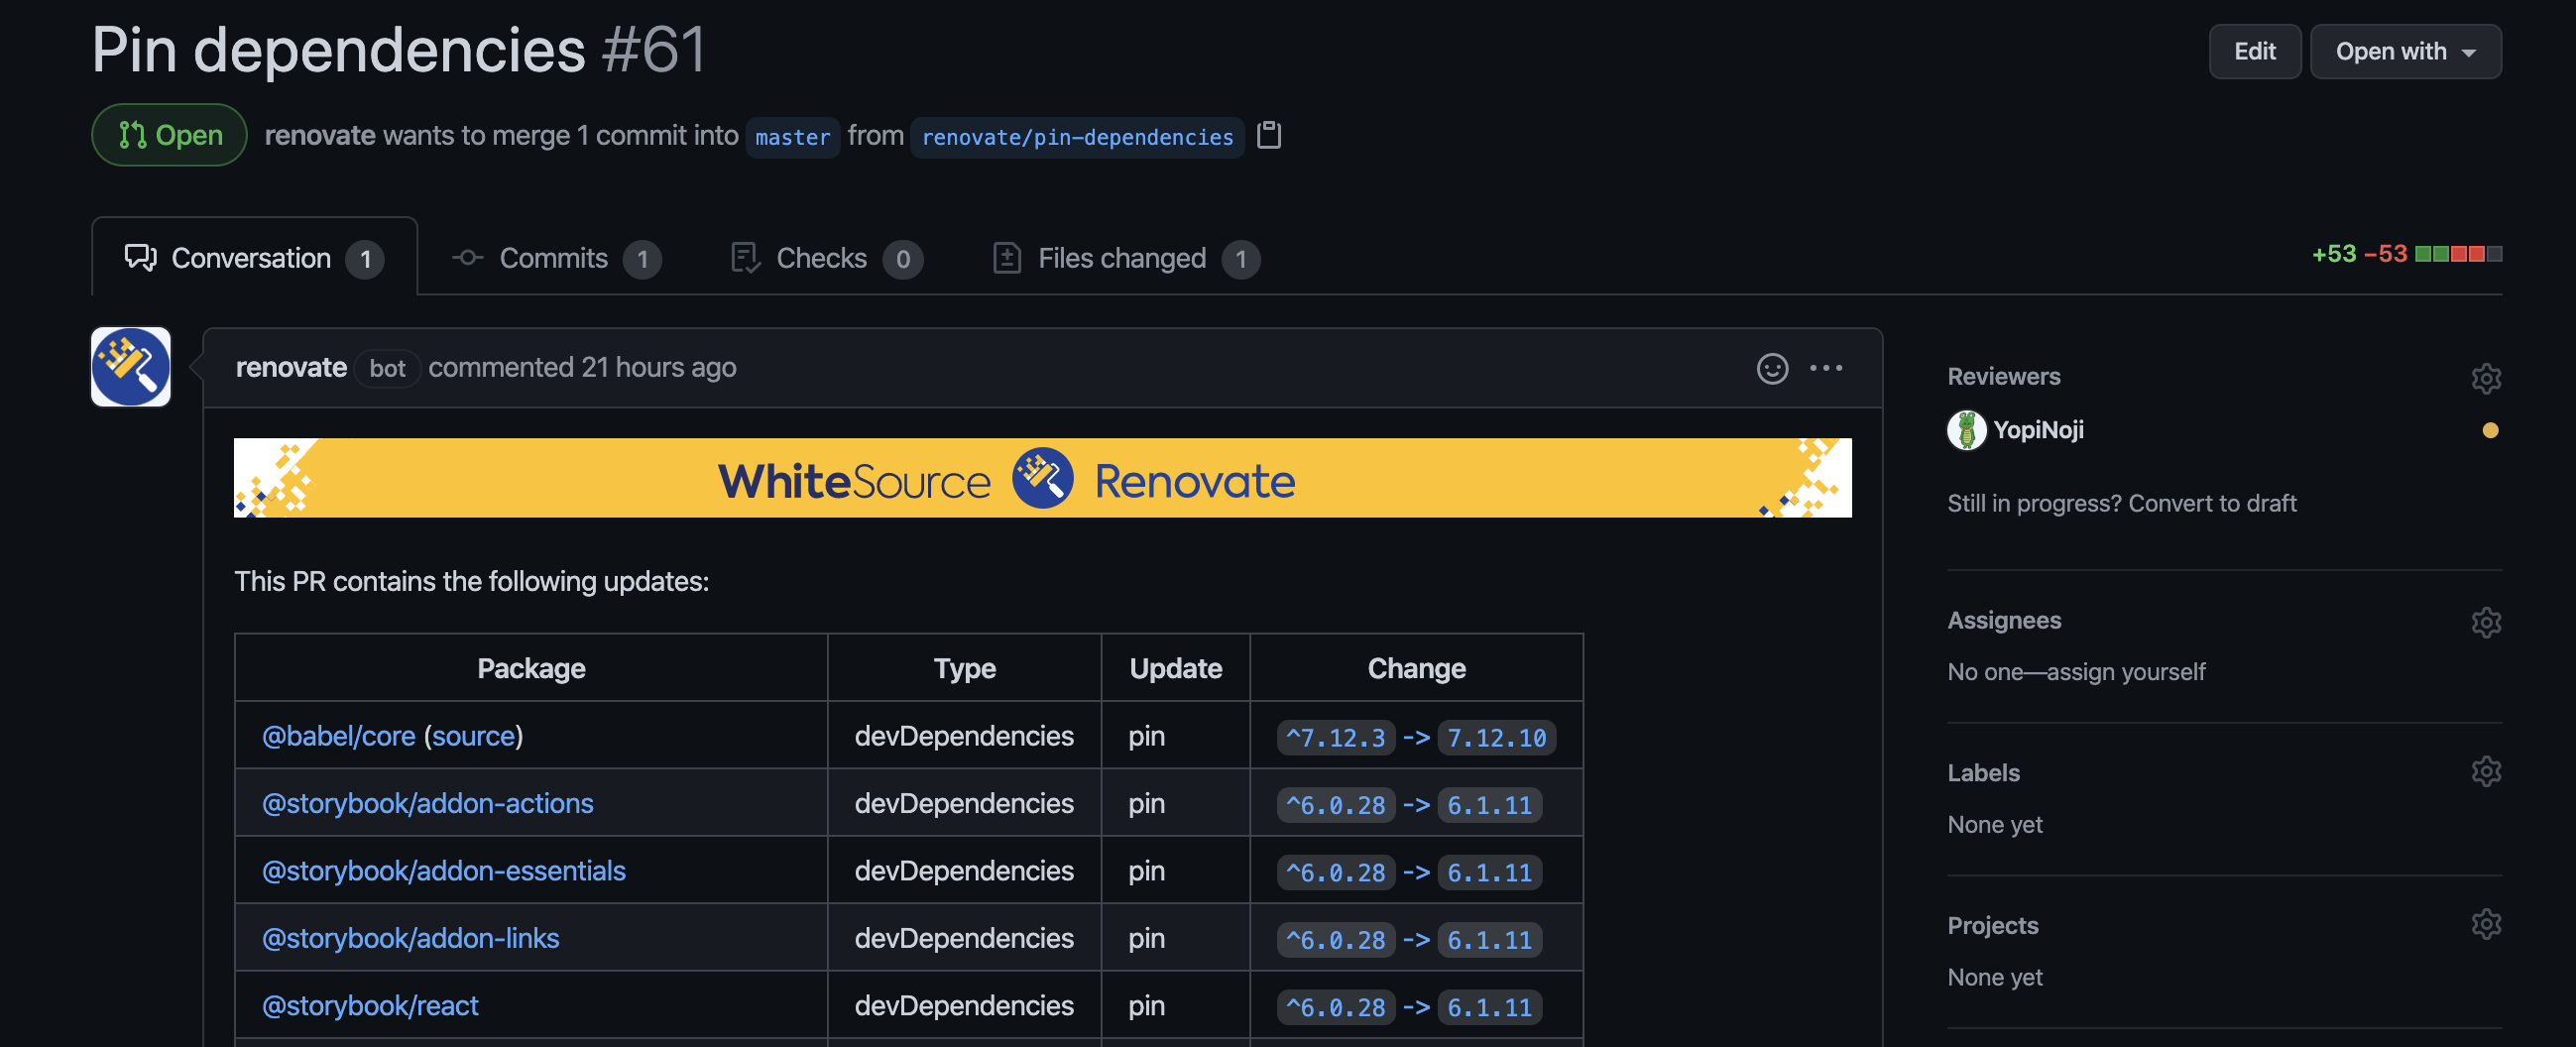 Pin dependencies #61
Edit
Open with
Open
renovate wants to merge 1 commit into master from renovate/pin-dependencies
Conversation 1
Commits 1
Checks 0
Files changed 1
+53 −53
renovate bot commented 21 hours ago
WhiteSource Renovate
This PR contains the following updates:
Package Type Update Change
@babel/core (source) devDependencies pin ^7.12.3 -> 7.12.10
@storybook/addon-actions devDependencies pin ^6.0.28 -> 6.1.11
@storybook/addon-essentials devDependencies pin ^6.0.28 -> 6.1.11
@storybook/addon-links devDependencies pin ^6.0.28 -> 6.1.11
@storybook/react devDependencies pin ^6.0.28 -> 6.1.11
Reviewers
YopiNoji
Still in progress? Convert to draft
Assignees
No one—assign yourself
Labels
None yet
Projects
None yet